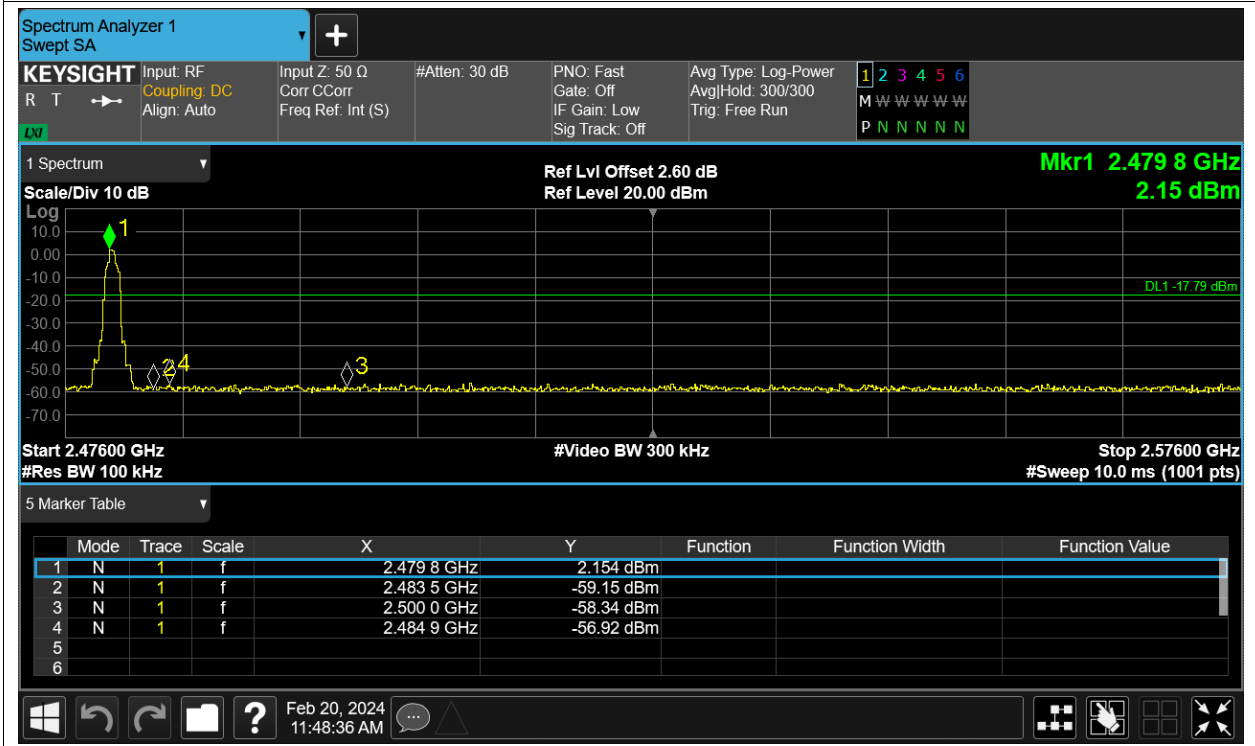 Spectrum Analyzer 1
Swept SA
+
KEYSIGHT Input: RF Input Z: 50 Ω #Atten: 30 dB PNO: Fast Avg Type: Log-Power 1 2 3 4 5 6
R T Coupling: DC Corr CCorr Gate: Off Avg|Hold: 300/300 M W W W W W
Align: Auto Freq Ref: Int (S) IF Gain: Low Trig: Free Run
LXI Sig Track: Off P N N N N N
1 Spectrum Ref Lvl Offset 2.60 dB Mkr1 2.479 8 GHz
Scale/Div 10 dB Ref Level 20.00 dBm 2.15 dBm
Log
1
10.0
0.00
-10.0
DL1 -17.79 dBm
-20.0
-30.0
-40.0
2 4 3
-50.0
-60.0
-70.0
Start 2.47600 GHz #Video BW 300 kHz Stop 2.57600 GHz
#Res BW 100 kHz #Sweep 10.0 ms (1001 pts)
5 Marker Table
Mode Trace Scale X Y Function Function Width Function Value
1 N 1 f 2.479 8 GHz 2.154 dBm
2 N 1 f 2.483 5 GHz -59.15 dBm
3 N 1 f 2.500 0 GHz -58.34 dBm
4 N 1 f 2.484 9 GHz -56.92 dBm
5
6
? Feb 20, 2024
11:48:36 AM